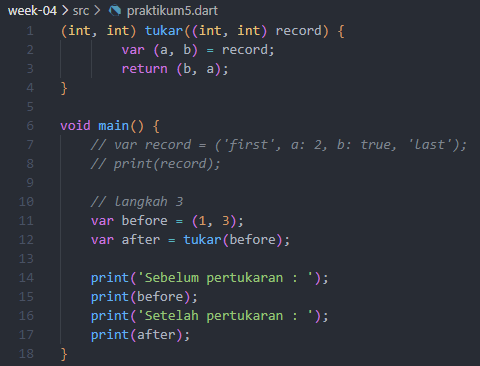 week-04 > src > praktikum5.dart
1 (int, int) tukar((int, int) record) {
2 var (a, b) = record;
3 return (b, a);
4 }
5
6 void main() {
7 // var record = ('first', a: 2, b: true, 'last');
8 // print(record);
9
10 // langkah 3
11 var before = (1, 3);
12 var after = tukar(before);
13
14 print('Sebelum pertukaran : ');
15 print(before);
16 print('Setelah pertukaran : ');
17 print(after);
18 }